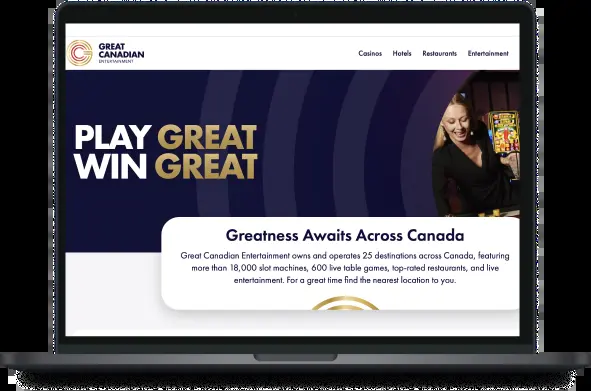 GREAT
CANADIAN
ENTERTAINMENT
Casinos Hotels Restaurants Entertainment
PLAY GREAT
WIN GREAT
Greatness Awaits Across Canada
Great Canadian Entertainment owns and operates 25 destinations across Canada, featuring
more than 18,000 slot machines, 600 live table games, top-rated restaurants, and live
entertainment. For a great time find the nearest location to you.